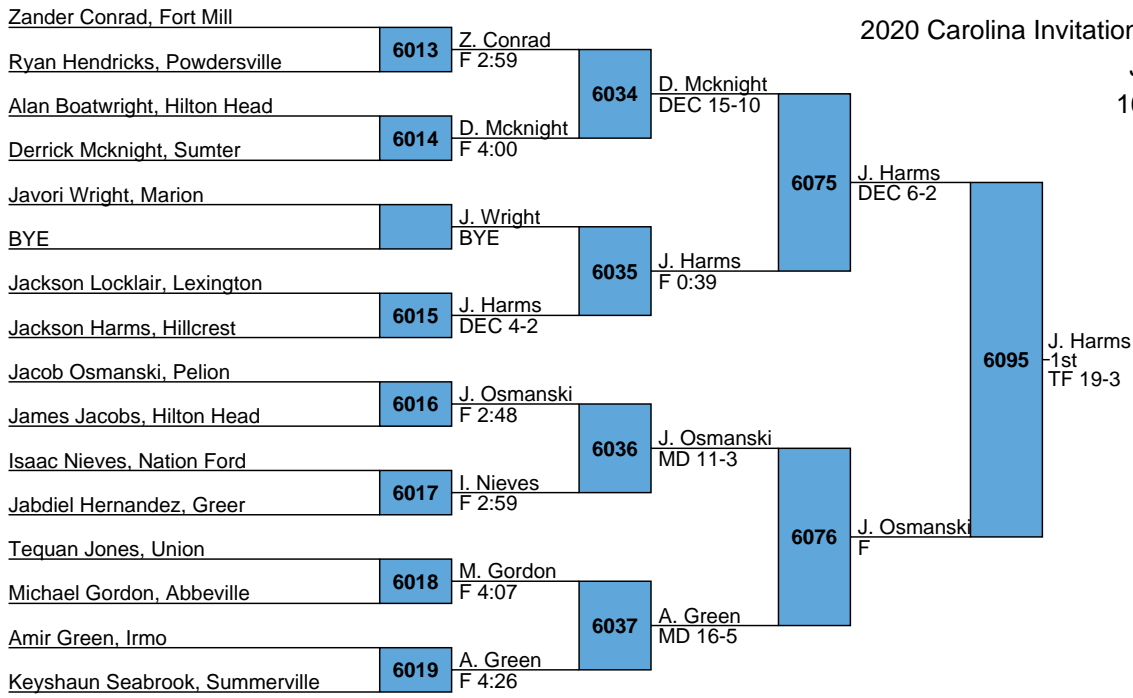 2020 Carolina Invitation
Zander Conrad, Fort Mill
6013
Ryan Hendricks, Powdersville
Z. Conrad
F 2:59
Alan Boatwright, Hilton Head
6014
Derrick Mcknight, Sumter
D. Mcknight
F 4:00
6034
D. Mcknight
DEC 15-10
Javori Wright, Marion
BYE
J. Wright
BYE
Jackson Locklair, Lexington
6015
Jackson Harms, Hillcrest
J. Harms
DEC 4-2
6035
J. Harms
F 0:39
6075
J. Harms
DEC 6-2
Jacob Osmanski, Pelion
6016
James Jacobs, Hilton Head
J. Osmanski
F 2:48
Isaac Nieves, Nation Ford
6017
Jabdiel Hernandez, Greer
I. Nieves
F 2:59
6036
J. Osmanski
MD 11-3
Tequan Jones, Union
6018
Michael Gordon, Abbeville
M. Gordon
F 4:07
Amir Green, Irmo
6019
Keyshaun Seabrook, Summerville
A. Green
F 4:26
6037
A. Green
MD 16-5
6076
J. Osmanski
F
6095
J. Harms
1st
TF 19-3